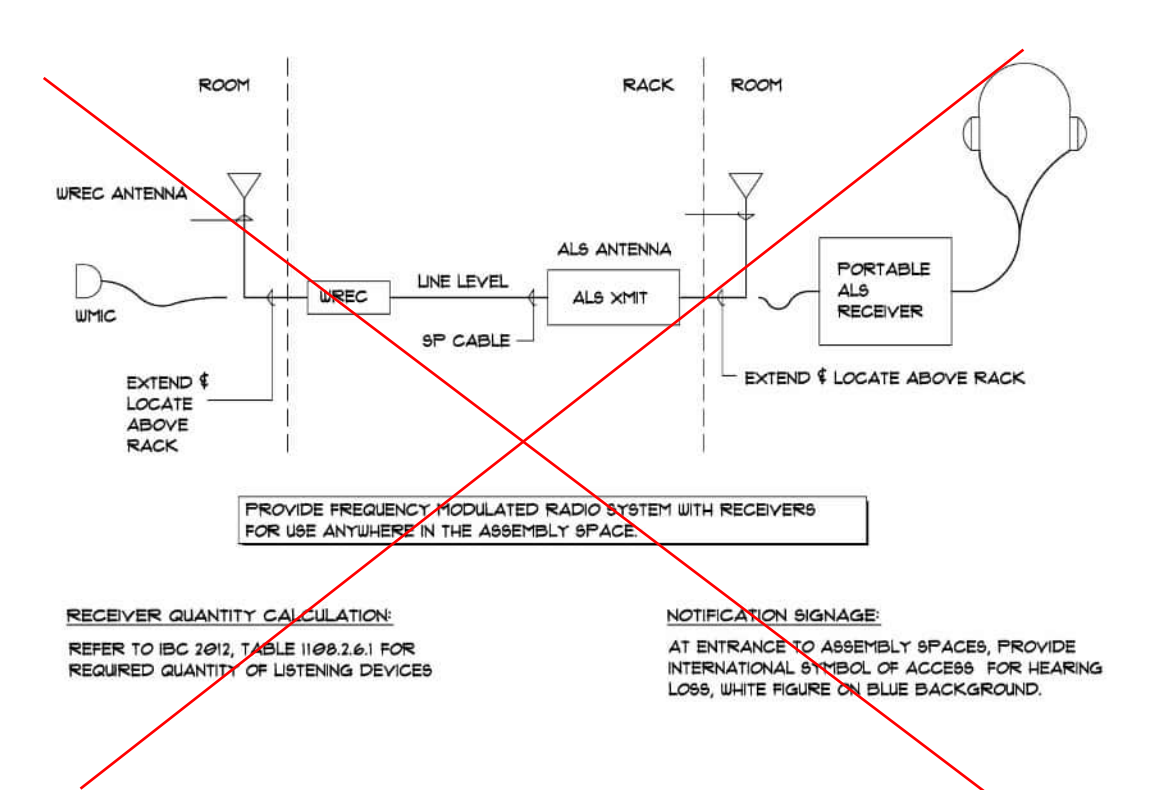 ROOM
RACK
ROOM
WREC ANTENNA
ALS ANTENNA
WMIC
WREC
LINE LEVEL
SP CABLE
ALS XMIT
PORTABLE
ALS
RECEIVER
EXTEND &
LOCATE
ABOVE
RACK
EXTEND & LOCATE ABOVE RACK
PROVIDE FREQUENCY MODULATED RADIO SYSTEM WITH RECEIVERS
FOR USE ANYWHERE IN THE ASSEMBLY SPACE.
RECEIVER QUANTITY CALCULATION:
REFER TO IBC 2012, TABLE 1108.2.6.1 FOR
REQUIRED QUANTITY OF LISTENING DEVICES
NOTIFICATION SIGNAGE:
AT ENTRANCE TO ASSEMBLY SPACES, PROVIDE
INTERNATIONAL SYMBOL OF ACCESS FOR HEARING
LOSS, WHITE FIGURE ON BLUE BACKGROUND.